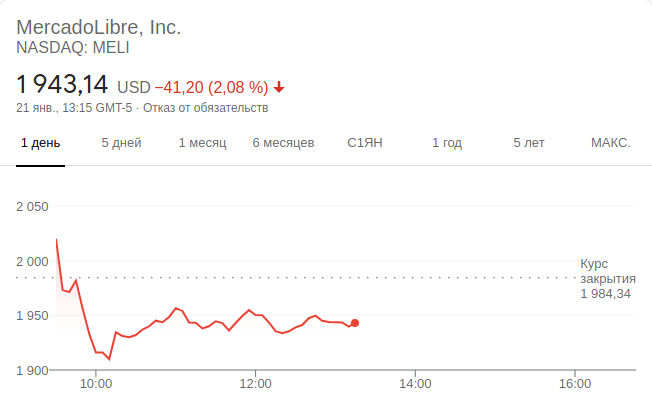 MercadoLibre, Inc.
NASDAQ: MELI
1 943,14 USD −41,20 (2,08 %)
21 янв., 13:15 GMT-5 · Отказ от обязательств
1 день 5 дней 1 месяц 6 месяцев С1ЯН 1 год 5 лет МАКС.
2 050
2 000
Курс
закрытия
1 984,34
1 950
1 900
10:00 12:00 14:00 16:00